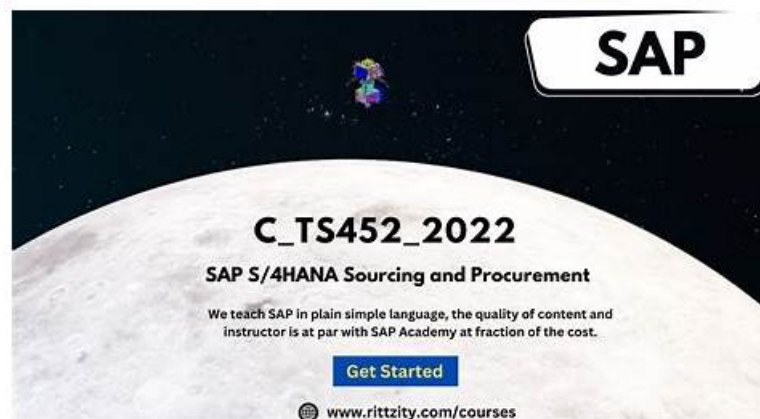 SAP
C_TS452_2022
SAP S/4HANA Sourcing and Procurement
We teach SAP in plain simple language, the quality of content and
instructor is at par with SAP Academy at fraction of the cost.
Get Started
www.rittzity.com/courses